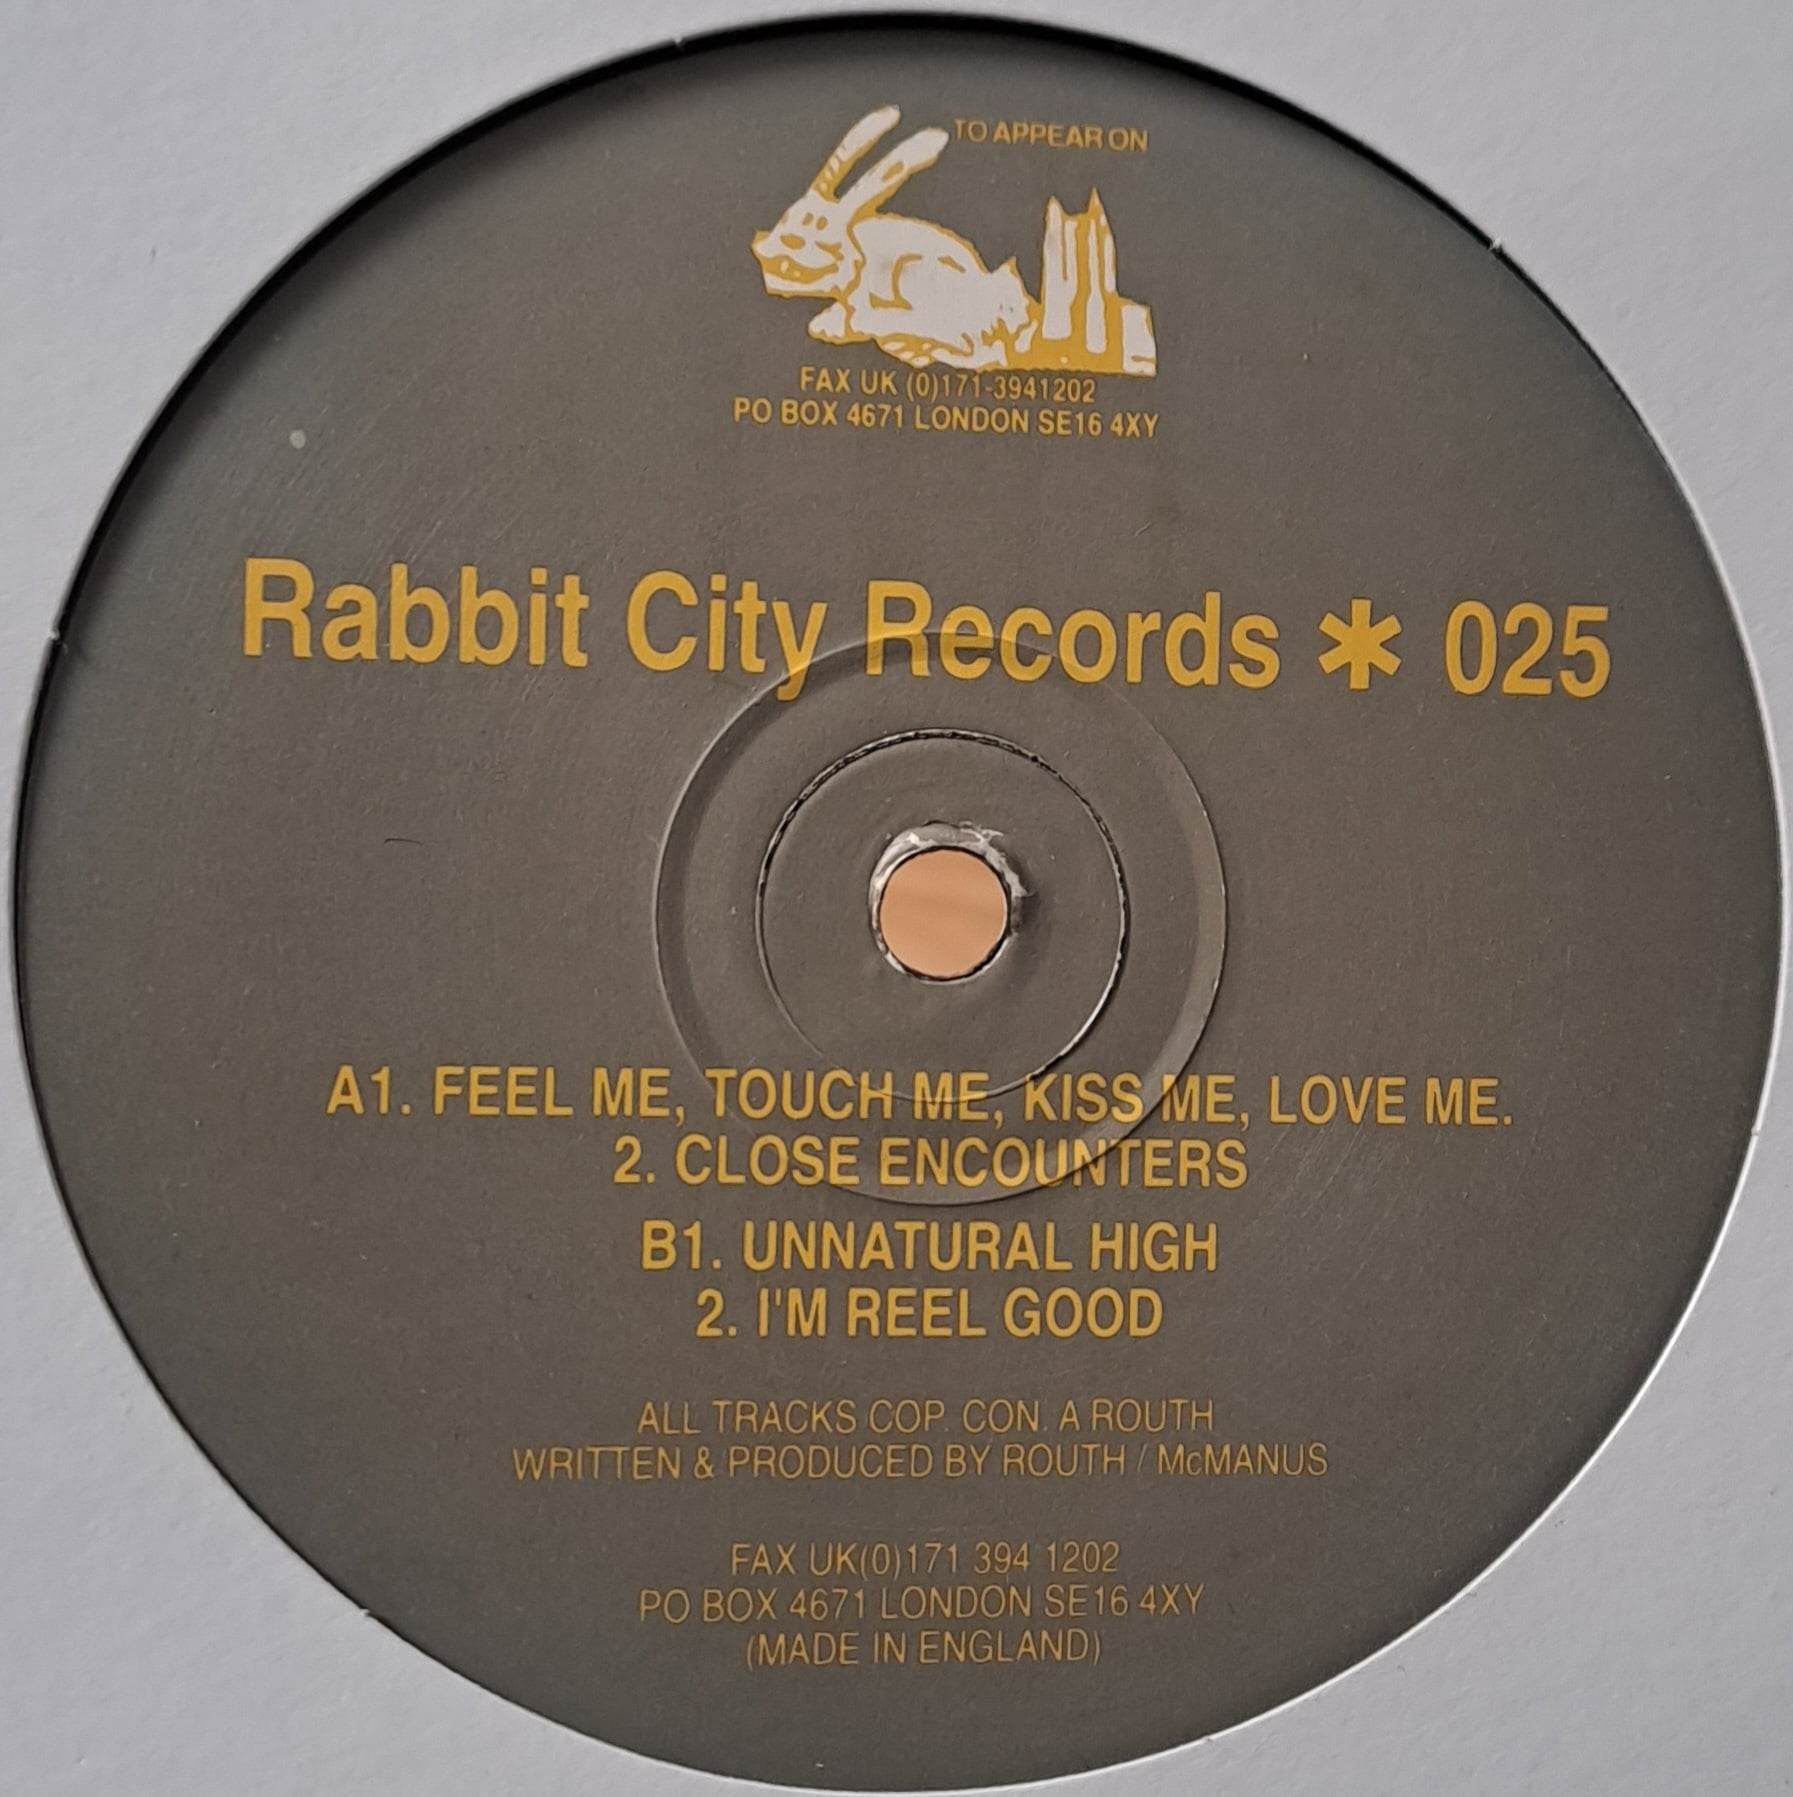 TO APPEAR ON
FAX UK (0)171-3941202
PO BOX 4671 LONDON SE16 4XY
Rabbit City Records * 025
A1. FEEL ME, TOUCH ME, KISS ME, LOVE ME.
2. CLOSE ENCOUNTERS
B1. UNNATURAL HIGH
2. I'M REEL GOOD
ALL TRACKS COP. CON. A ROUTH
WRITTEN & PRODUCED BY ROUTH / McMANUS
FAX UK(0)171 394 1202
PO BOX 4671 LONDON SE16 4XY
(MADE IN ENGLAND)